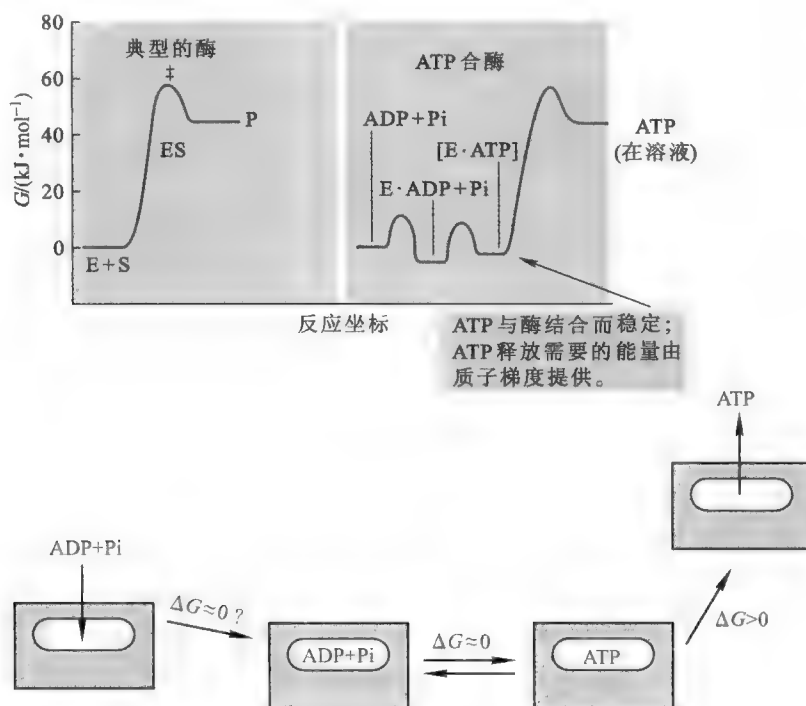 80
60
40
20
0
G/(kJ·mol⁻¹)
典型的酶
‡
P
ES
E+S
ATP合酶
ADP+Pi
[E·ATP]
E·ADP+Pi
ATP
(在溶液)
反应坐标
ATP与酶结合而稳定;
ATP释放需要的能量由
质子梯度提供。
ATP
ADP+Pi
ΔG≈0?
ADP+Pi
ΔG≈0
ATP
ΔG>0